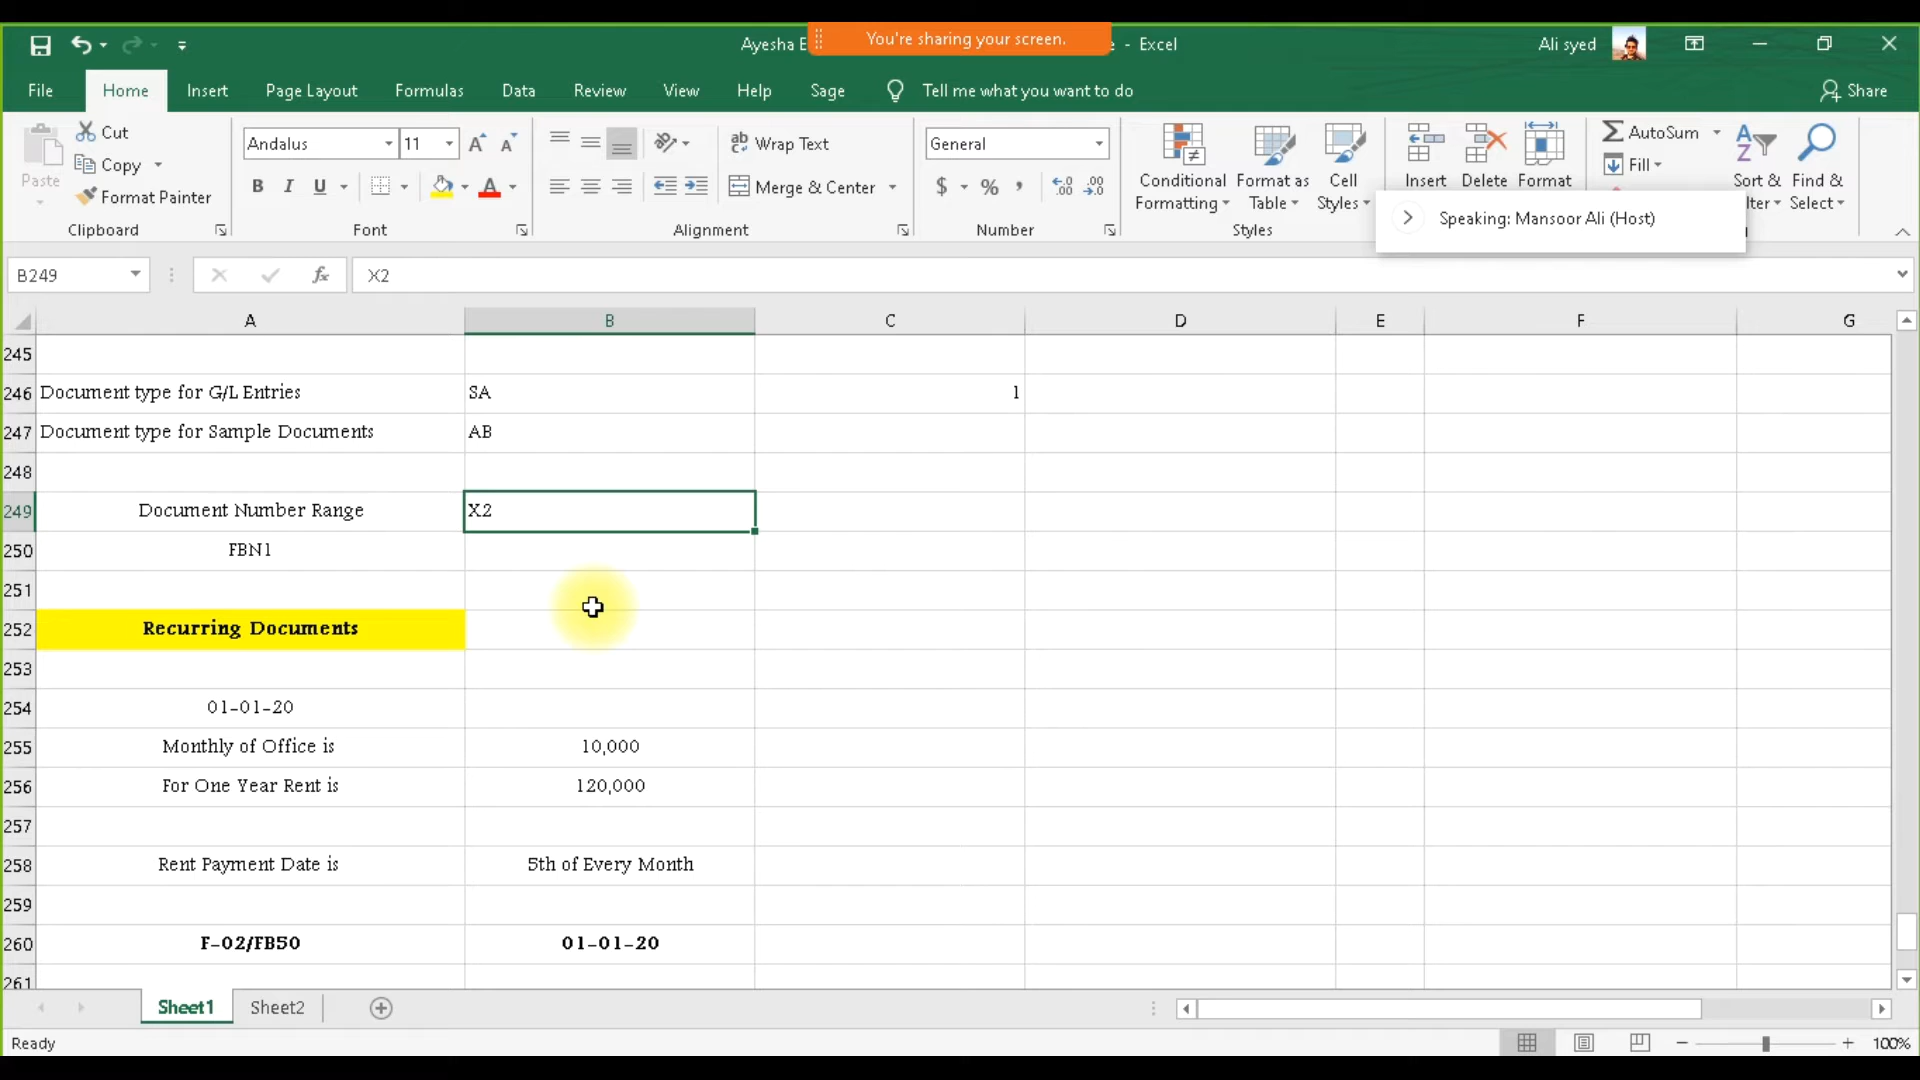 Ayesha E
You're sharing your screen.
e - Excel
Ali syed
File Home Insert Page Layout Formulas Data Review View Help Sage Tell me what you want to do Share
Cut
Copy
Format Painter
Paste
Clipboard
Andalus 11
B I U
Font
Wrap Text
Merge & Center
Alignment
General
$ % ,
Number
Conditional Formatting
Format as Table
Cell Styles
Styles
Insert Delete Format
AutoSum
Fill
Sort & lter
Find & Select
Speaking: Mansoor Ali (Host)
B249 fx X2
A B C D E F G
245
246 Document type for G/L Entries SA 1
247 Document type for Sample Documents AB
248
249 Document Number Range X2
250 FBN1
251
252 Recurring Documents
253
254 01-01-20
255 Monthly of Office is 10,000
256 For One Year Rent is 120,000
257
258 Rent Payment Date is 5th of Every Month
259
260 F-02/FB50 01-01-20
261
Sheet1 Sheet2
Ready 100%